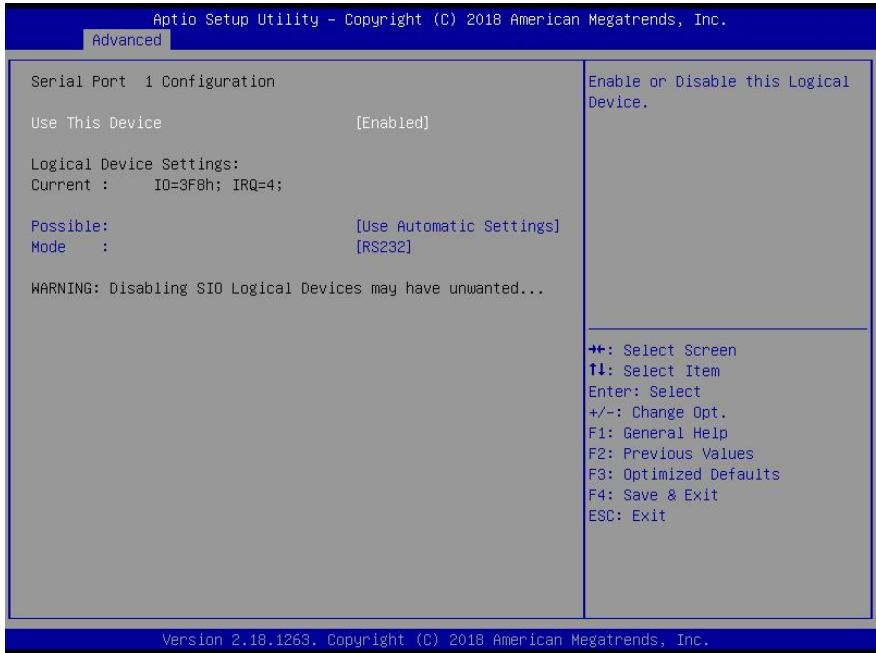 Aptio Setup Utility – Copyright (C) 2018 American Megatrends, Inc.
Advanced
Serial Port 1 Configuration
Use This Device [Enabled]
Logical Device Settings:
Current : IO=3F8h; IRQ=4;
Possible: [Use Automatic Settings]
Mode : [RS232]
WARNING: Disabling SIO Logical Devices may have unwanted...
Enable or Disable this Logical
Device.
→←: Select Screen
↑↓: Select Item
Enter: Select
+/-: Change Opt.
F1: General Help
F2: Previous Values
F3: Optimized Defaults
F4: Save & Exit
ESC: Exit
Version 2.18.1263. Copyright (C) 2018 American Megatrends, Inc.